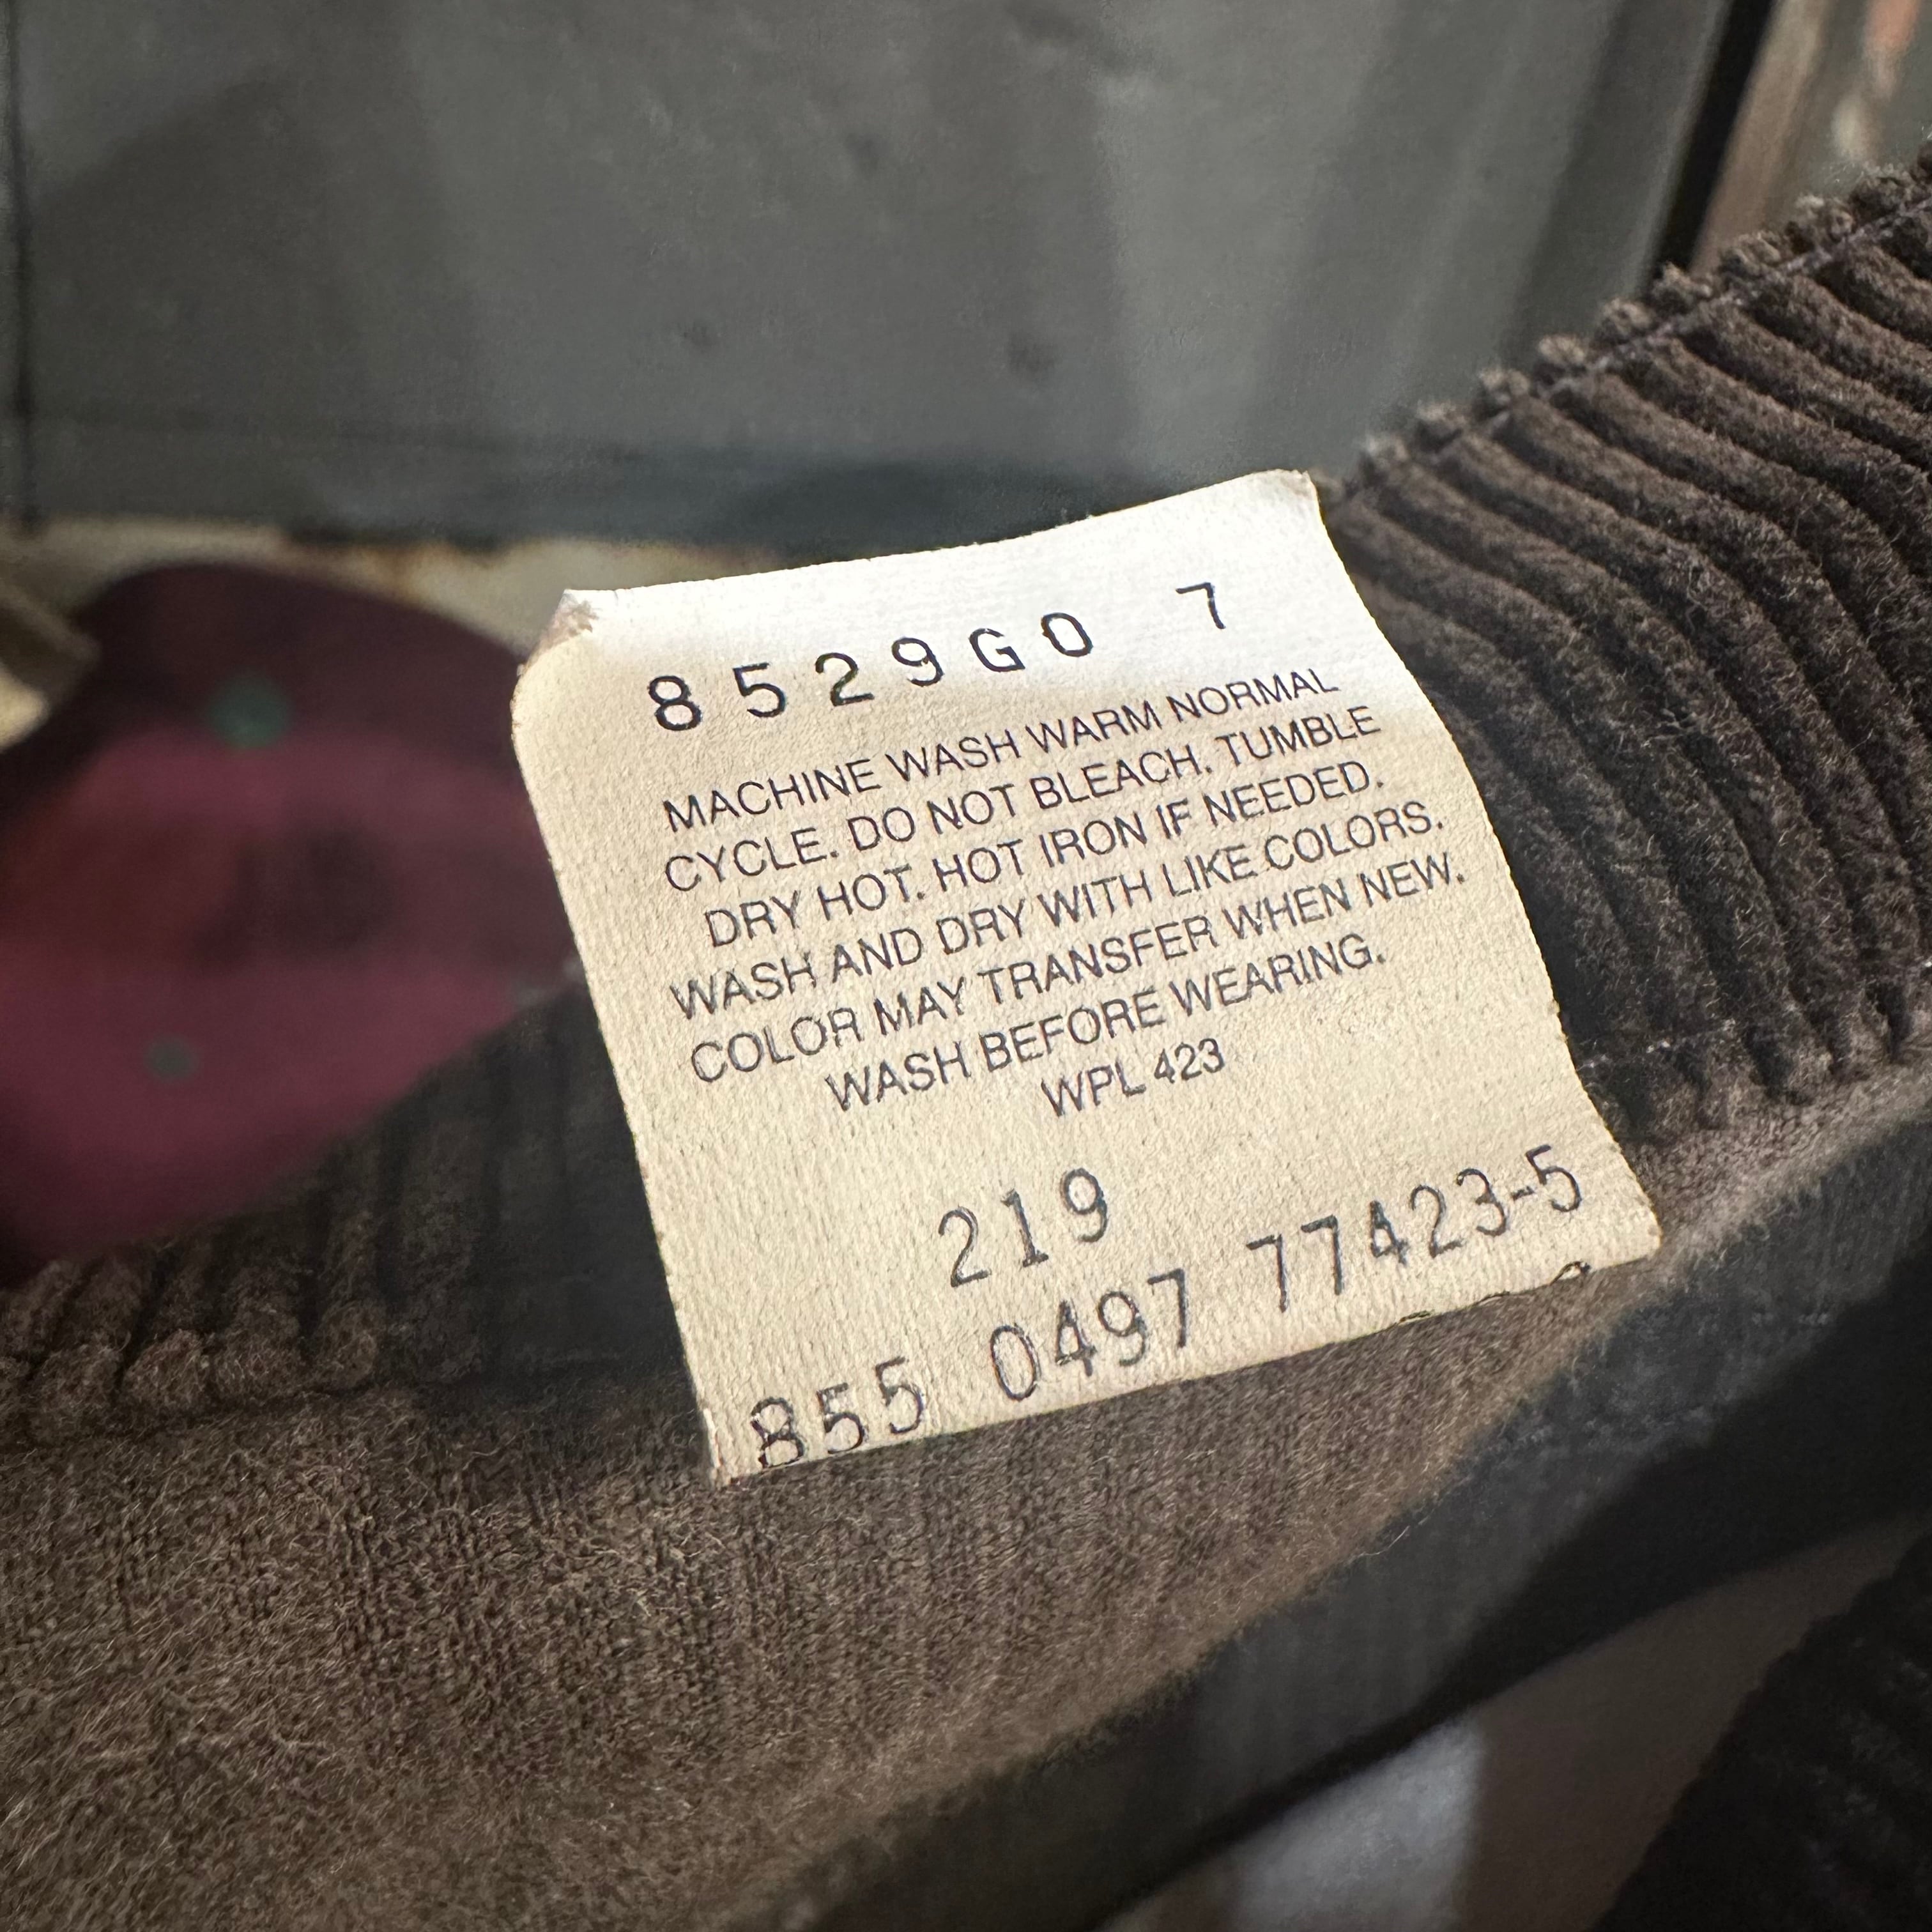 8529GO 7
MACHINE WASH WARM NORMAL
CYCLE. DO NOT BLEACH. TUMBLE
DRY HOT. HOT IRON IF NEEDED.
WASH AND DRY WITH LIKE COLORS.
COLOR MAY TRANSFER WHEN NEW.
WASH BEFORE WEARING.
WPL 423
219
855 0497 77423-5